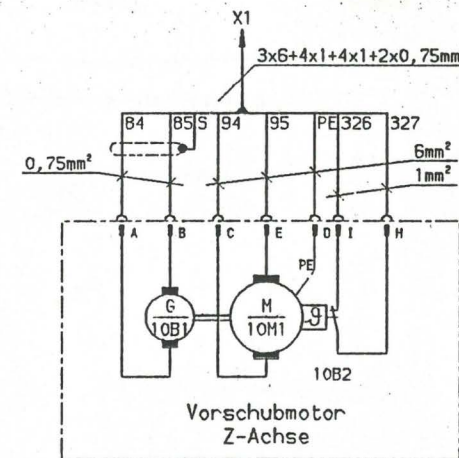 X1
3x6+4x1+4x1+2x0,75mm
84 85 S 94 95 PE 326 327
0,75mm²
6mm²
1mm²
A B C E D I H
PE
G M
10B1 10M1 ϑ
10B2
Vorschubmotor
Z-Achse